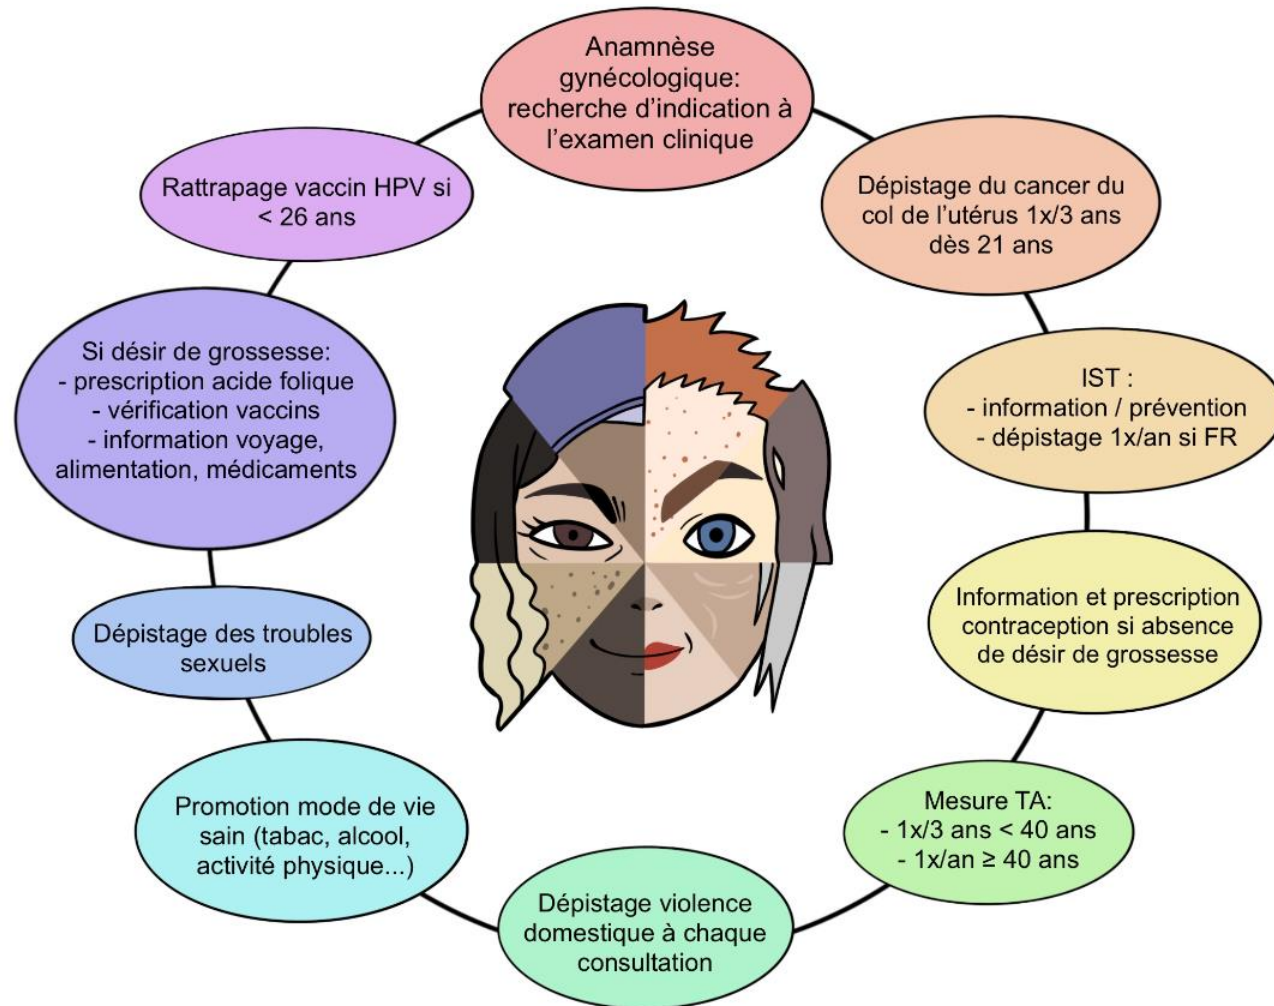 Anamnèse
gynécologique:
recherche d'indication à
l'examen clinique
Dépistage du cancer du
col de l'utérus 1x/3 ans
dès 21 ans
IST :
- information / prévention
- dépistage 1x/an si FR
Information et prescription
contraception si absence
de désir de grossesse
Mesure TA:
- 1x/3 ans < 40 ans
- 1x/an ≥ 40 ans
Dépistage violence
domestique à chaque
consultation
Promotion mode de vie
sain (tabac, alcool,
activité physique...)
Dépistage des troubles
sexuels
Si désir de grossesse:
- prescription acide folique
- vérification vaccins
- information voyage,
alimentation, médicaments
Rattrapage vaccin HPV si
< 26 ans